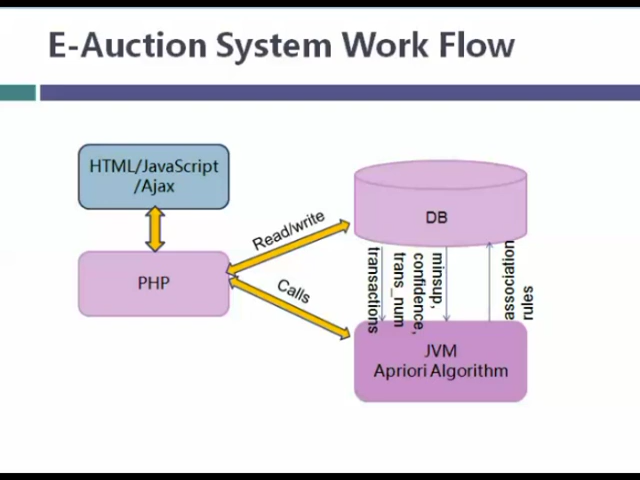 E-Auction System Work Flow
HTML/JavaScript
/Ajax
PHP
Read/write
Calls
DB
transactions
minsup,
confidence,
trans_num
association
rules
JVM
Apriori Algorithm